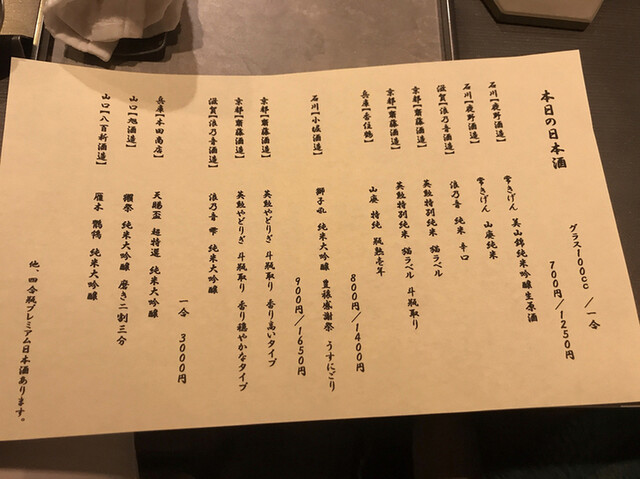 本日の日本酒
グラス100cc／一合
700／1250円
石川【鹿野酒造】 常きげん 美山錦純米吟醸生原酒
石川【鹿野酒造】 常きげん 山廃純米
滋賀【浪乃音酒造】 浪乃音 純米 辛口
京都【齋藤酒造】 英勲特別純米 猫ラベル
京都【齋藤酒造】 英勲特別純米 猫ラベル 斗瓶取り
兵庫【香住鶴】 山廃 特純 瓶熟壱年
800円／1400円
石川【小堀酒造】 獅子吼 純米大吟醸 豊穣感謝祭 うすにごり
900円／1650円
京都【齋藤酒造】 英勲やどりぎ 斗瓶取り 香り高いタイプ
京都【齋藤酒造】 英勲やどりぎ 斗瓶取り 香り穏やかなタイプ
滋賀【浪乃音酒造】 浪乃音 雫 純米大吟醸
一合 3000円
兵庫【本田商店】 天賜盃 超特選 純米大吟醸
山口【旭酒造】 獺祭 純米大吟醸 磨き二割三分
山口【八百新酒造】 雁木 鶺鴒 純米大吟醸
他、四合瓶プレミアム日本酒あります。